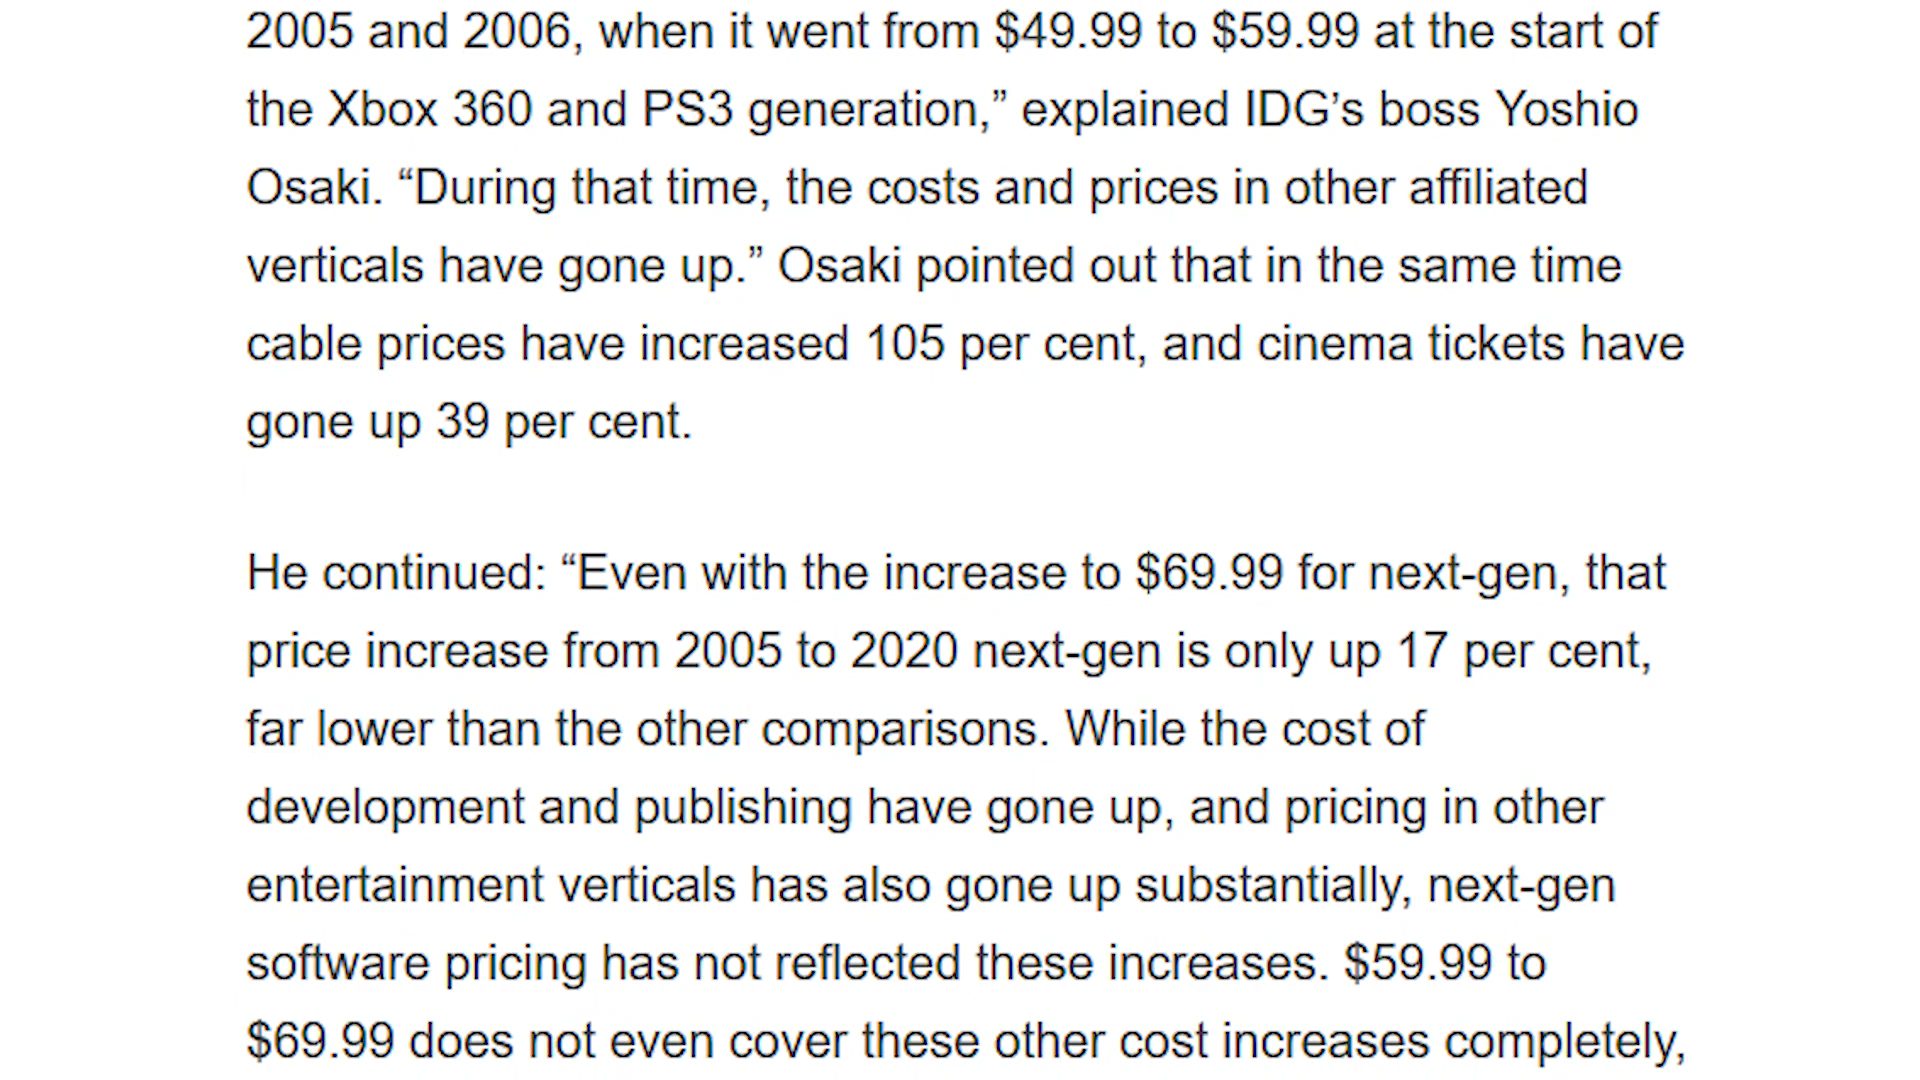 2005 and 2006, when it went from $49.99 to $59.99 at the start of
the Xbox 360 and PS3 generation,” explained IDG’s boss Yoshio
Osaki. “During that time, the costs and prices in other affiliated
verticals have gone up.” Osaki pointed out that in the same time
cable prices have increased 105 per cent, and cinema tickets have
gone up 39 per cent.
He continued: “Even with the increase to $69.99 for next-gen, that
price increase from 2005 to 2020 next-gen is only up 17 per cent,
far lower than the other comparisons. While the cost of
development and publishing have gone up, and pricing in other
entertainment verticals has also gone up substantially, next-gen
software pricing has not reflected these increases. $59.99 to
$69.99 does not even cover these other cost increases completely,